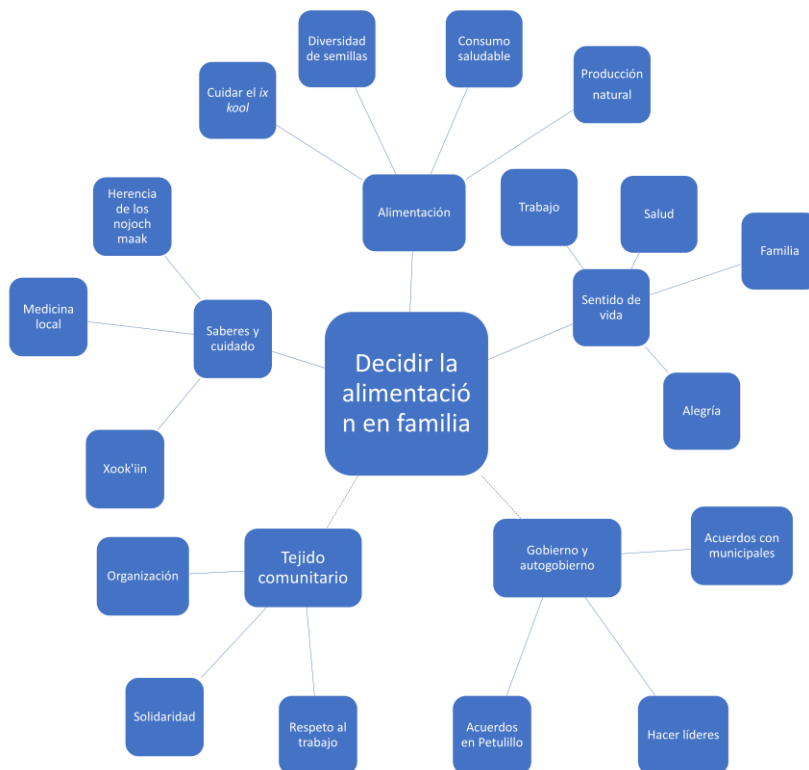 Diversidad
de semillas
Consumo
saludable
Producción
natural
Cuidar el ix
kool
Alimentación
Herencia
de los
nojoch
maak
Trabajo
Salud
Familia
Medicina
local
Saberes y
cuidado
Sentido de
vida
Decidir la
alimentació
n en familia
Xook'iin
Alegría
Organización
Tejido
comunitario
Gobierno y
autogobierno
Acuerdos con
municipales
Solidaridad
Respeto al
trabajo
Acuerdos
en Petulillo
Hacer líderes